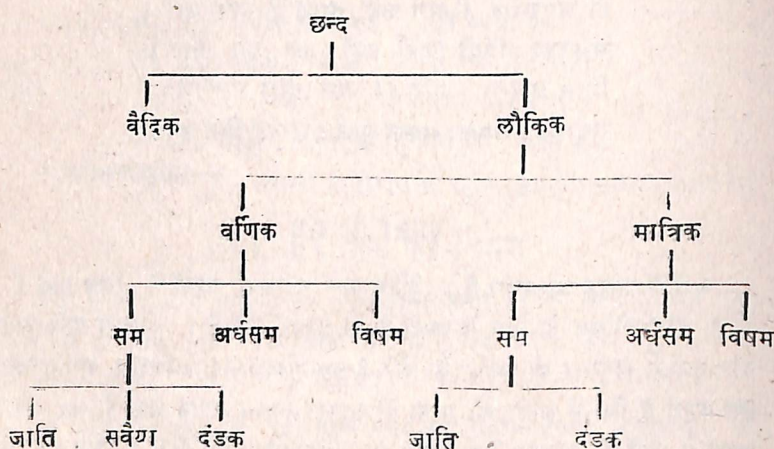 छन्द
वैदिक लौकिक
वर्णिक मात्रिक
सम अर्धसम विषम सम अर्धसम विषम
जाति सवैया दंडक जाति दंडक